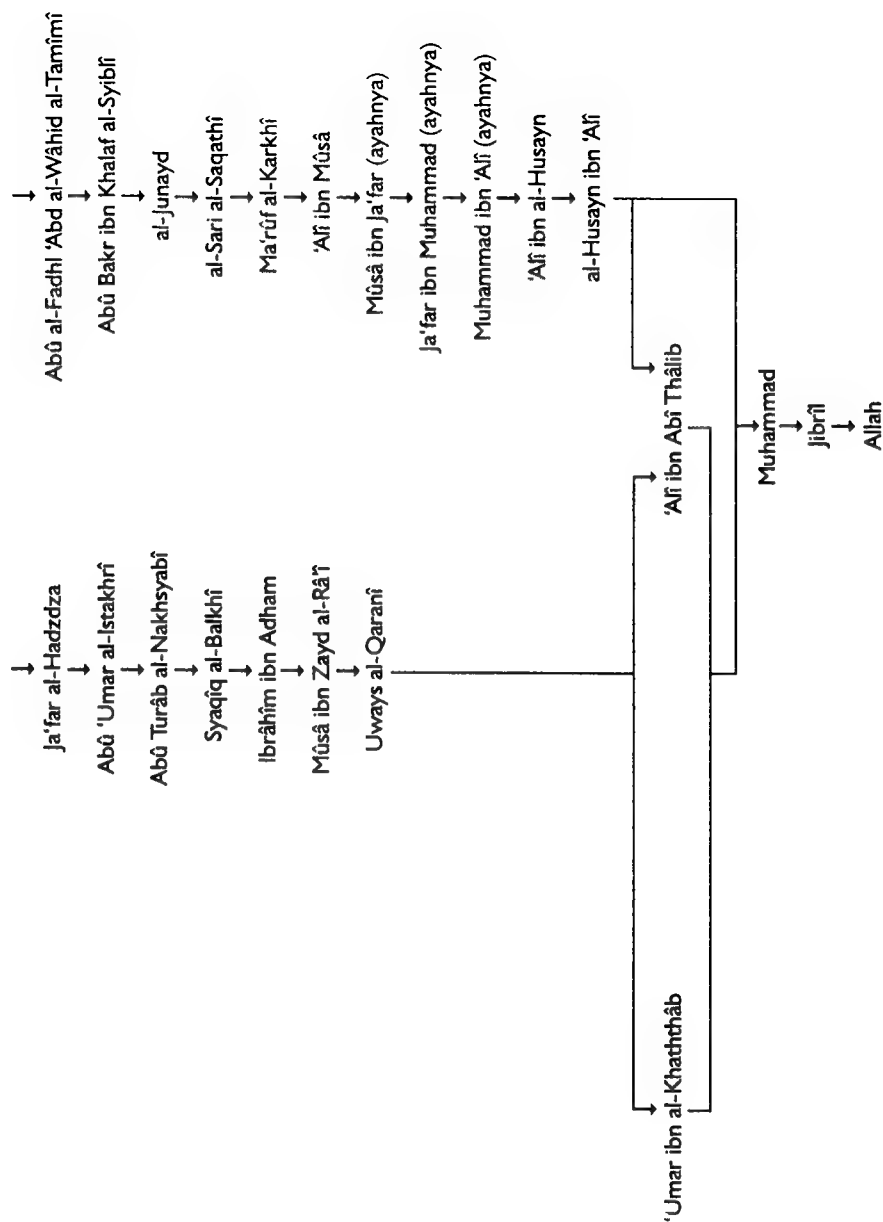 Abû al-Fadhl ‘Abd al-Wâhid al-Tamîmî
Abû Bakr ibn Khalaf al-Syiblî
al-Junayd
al-Sari al-Saqathî
Ma‘rûf al-Karkhî
‘Alî ibn Mûsâ
Mûsâ ibn Ja‘far (ayahnya)
Ja‘far ibn Muhammad (ayahnya)
Muhammad ibn ‘Alî (ayahnya)
‘Alî ibn al-Husayn
al-Husayn ibn ‘Alî
Ja‘far al-Hadzdza
Abû ‘Umar al-Istakhrî
Abû Turâb al-Nakhsyabî
Syaqîq al-Balkhî
Ibrâhîm ibn Adham
Mûsâ ibn Zayd al-Râ‘î
Uways al-Qaranî
‘Umar ibn al-Khaththâb
‘Alî ibn Abî Thâlib
Muhammad
Jibrîl
Allah